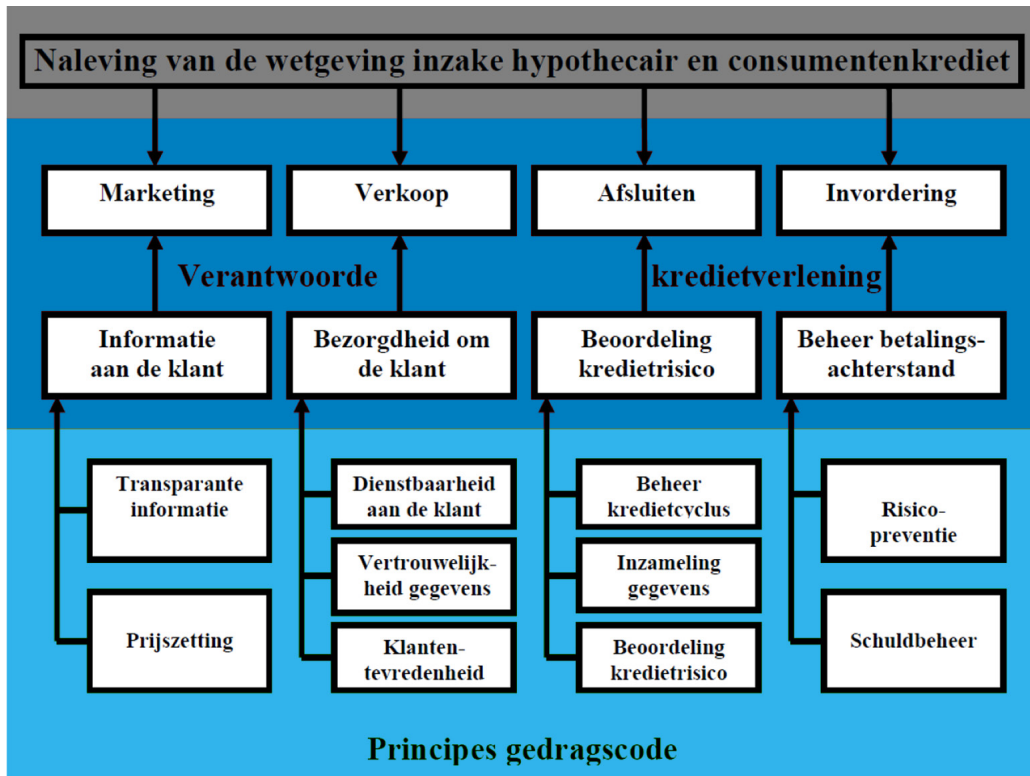 Naleving van de wetgeving inzake hypothecair en consumentenkrediet
Marketing
Verkoop
Afsluiten
Invordering
Verantwoorde
kredietverlening
Informatie
aan de klant
Bezorgdheid om
de klant
Beoordeling
kredietrisico
Beheer betalings-
achterstand
Transparante
informatie
Prijszetting
Dienstbaarheid
aan de klant
Vertrouwelijk-
heid gegevens
Klanten-
tevredenheid
Beheer
kredietcyclus
Inzameling
gegevens
Beoordeling
kredietrisico
Risico-
preventie
Schuldbeheer
Principes gedragscode